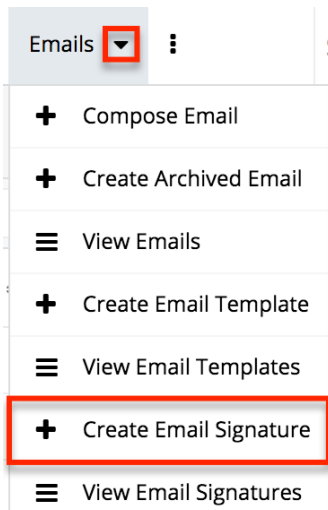 Emails
Compose Email
Create Archived Email
View Emails
Create Email Template
View Email Templates
Create Email Signature
View Email Signatures